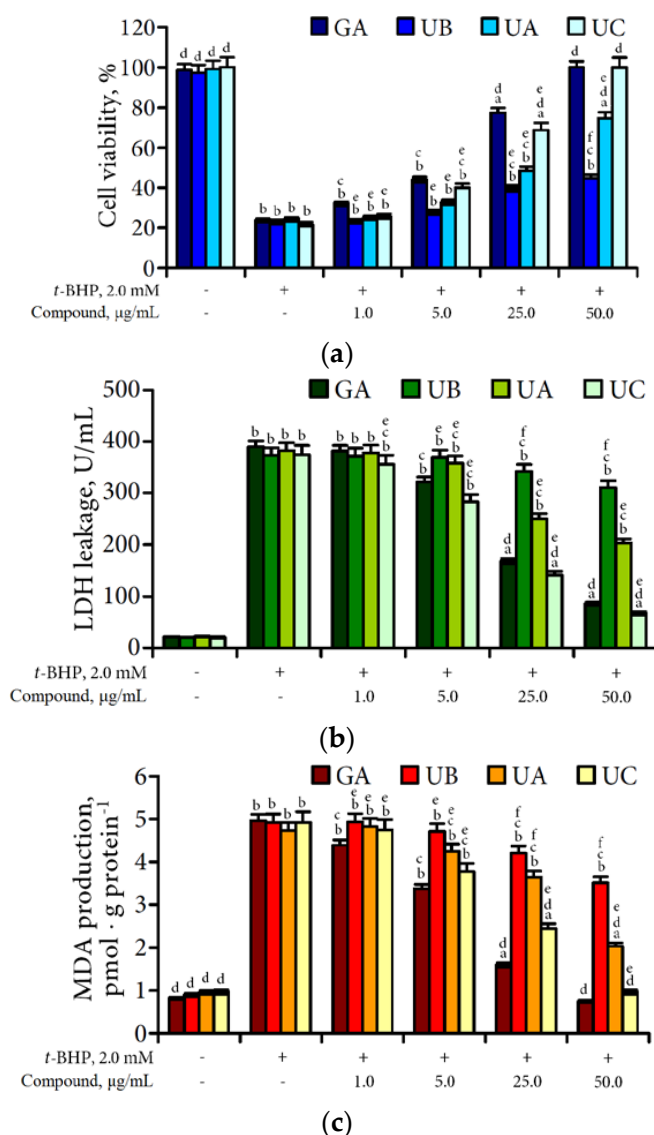 GA UB UA UC
Cell viability, %
120
100
80
60
40
20
0
d d d d
b b b b
c b
e b
e b
e b
c b
e b
e c b
e c b
d a
e c b
e c b
e d a
d
f c b
e d a
e d
t-BHP, 2.0 mM - + + + + +
Compound, µg/mL - - 1.0 5.0 25.0 50.0
(a)
GA UB UA UC
LDH leakage, U/mL
500
400
300
200
100
0
b b b b
b b b
e c b
c b
e b
e c b
e c b
d a
f c b
e c b
e d a
d a
f c b
e c b
e d a
t-BHP, 2.0 mM - + + + + +
Compound, µg/mL - - 1.0 5.0 25.0 50.0
(b)
GA UB UA UC
MDA production,
pmol · g protein⁻¹
6
5
4
3
2
1
0
d d d d
b b b b
c b
e b
e b
e b
c b
e b
e c b
e c b
d a
f c b
f c b
e d a
d
f c b
e d a
e d
t-BHP, 2.0 mM - + + + + +
Compound, µg/mL - - 1.0 5.0 25.0 50.0
(c)